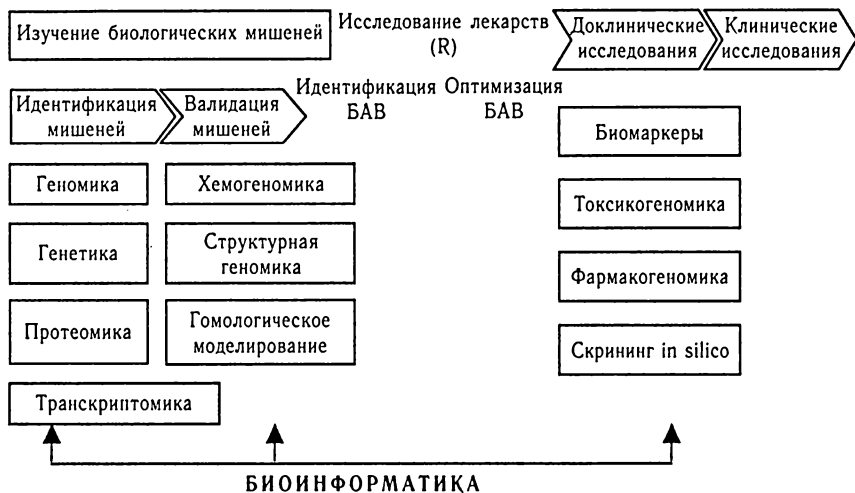 Изучение биологических мишеней
Исследование лекарств
(R)
Доклинические
исследования
Клинические
исследования
Идентификация
мишеней
Валидация
мишеней
Идентификация
БАВ
Оптимизация
БАВ
Биомаркеры
Геномика
Хемогеномика
Токсикогеномика
Генетика
Структурная
геномика
Фармакогеномика
Протеомика
Гомологическое
моделирование
Скрининг in silico
Транскриптомика
БИОИНФОРМАТИКА